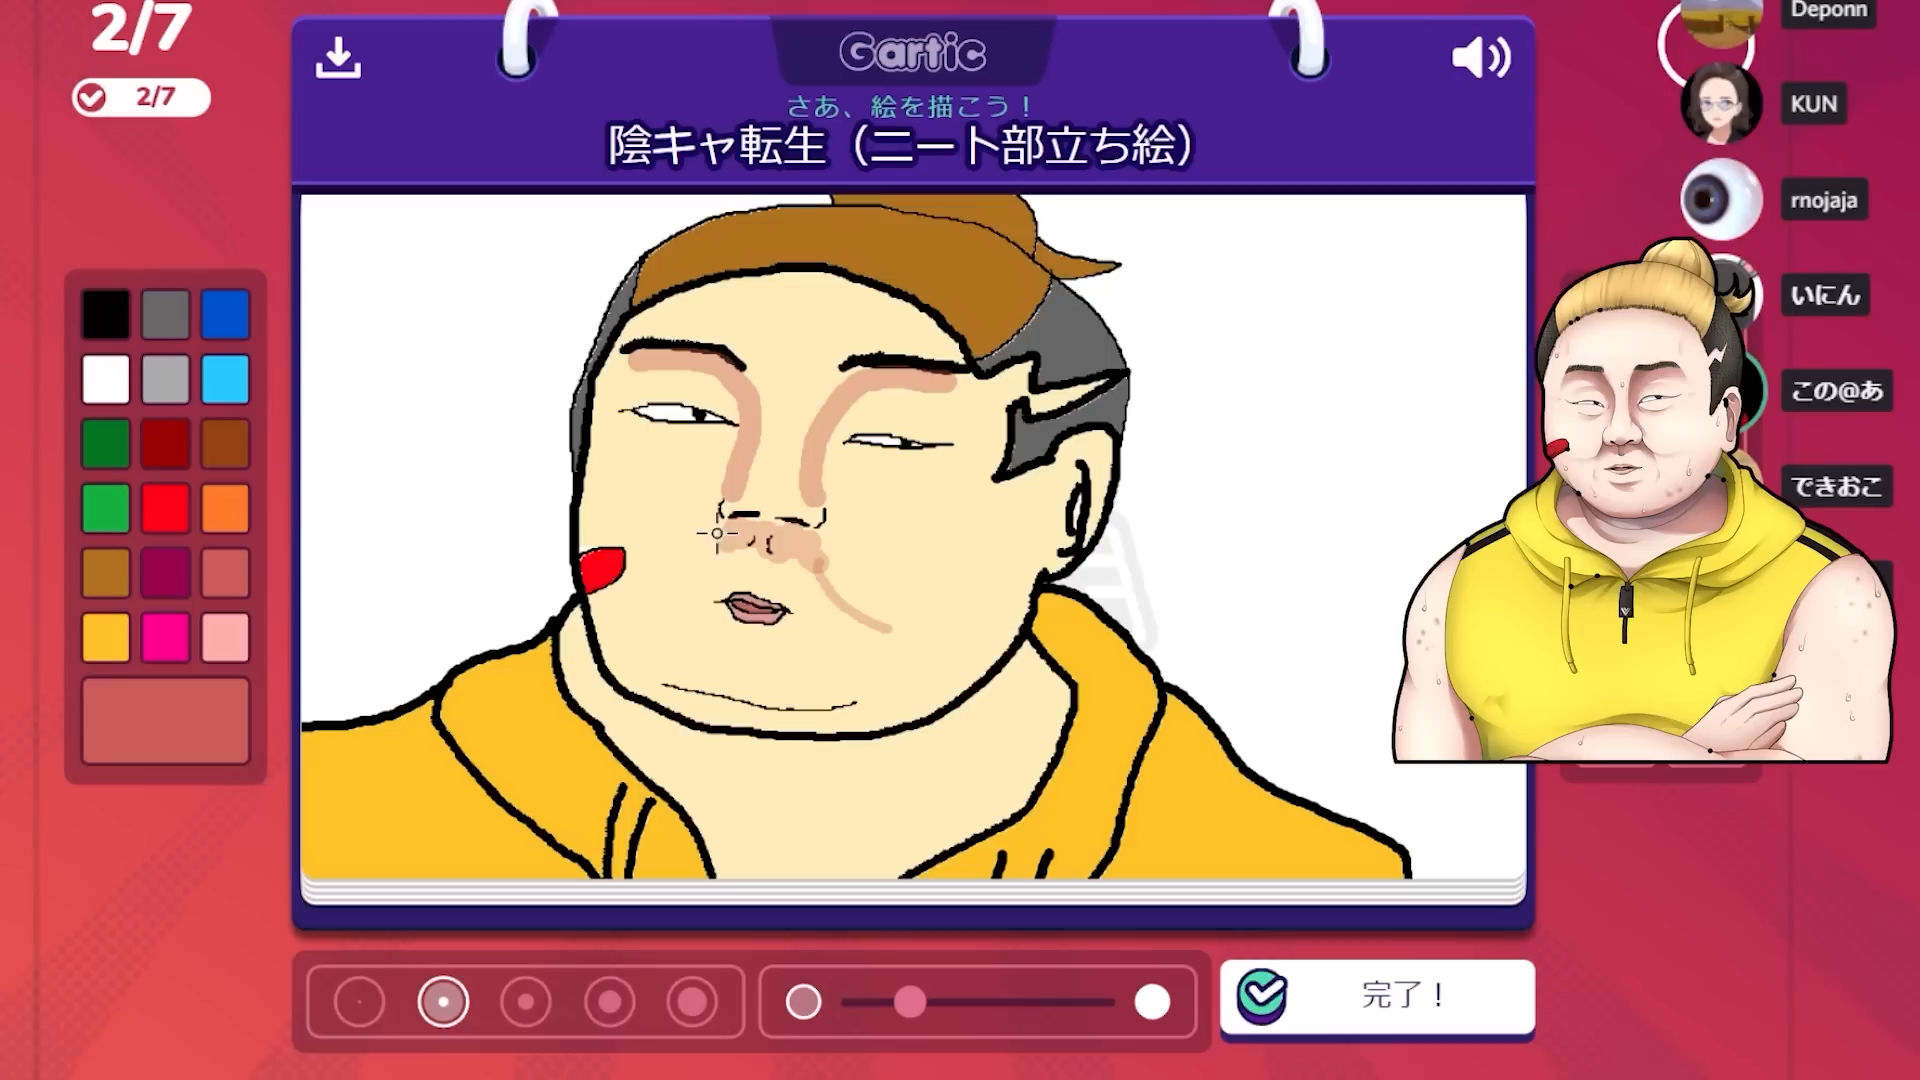 2/7
2/7
Gartic
さあ、絵を描こう！
陰キャ転生（ニート部立ち絵）
Deponn
KUN
rnojaja
いにん
この@あ
できおこ
完了！